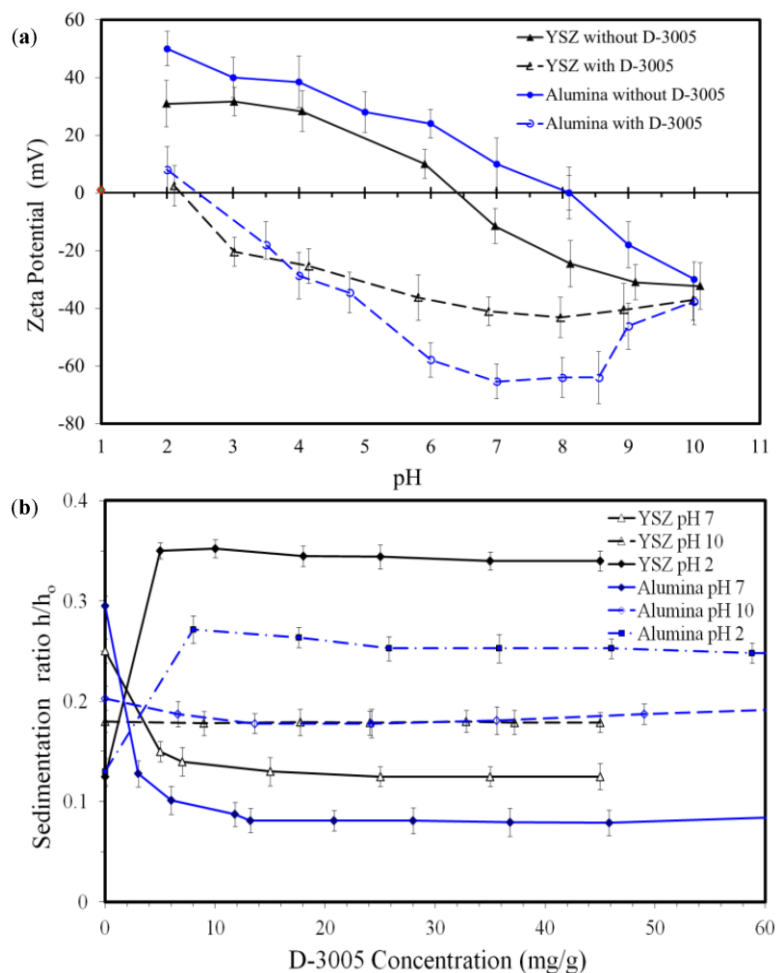 (a)
60
40
20
0
-20
-40
-60
-80
Zeta Potential (mV)
YSZ without D-3005
YSZ with D-3005
Alumina without D-3005
Alumina with D-3005
1 2 3 4 5 6 7 8 9 10 11
pH
(b)
0.4
0.3
0.2
0.1
0
Sedimentation ratio h/ho
YSZ pH 7
YSZ pH 10
YSZ pH 2
Alumina pH 7
Alumina pH 10
Alumina pH 2
0 10 20 30 40 50 60
D-3005 Concentration (mg/g)